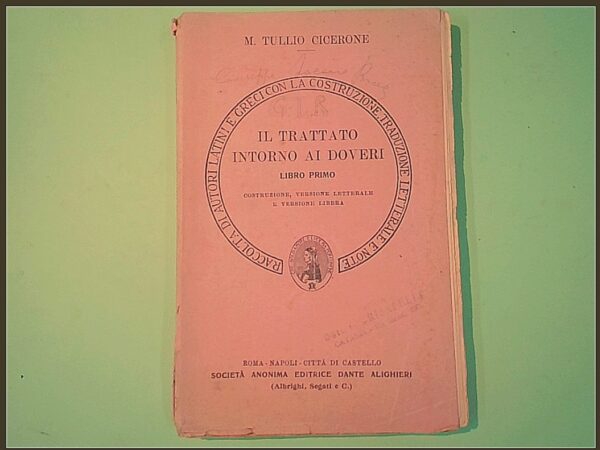 M. TULLIO CICERONE
RACCOLTA DI AUTORI LATINI E GRECI CON LA COSTRUZIONE, TRADUZIONE LETTERALE E NOTE
IL TRATTATO
INTORNO AI DOVERI
LIBRO PRIMO
COSTRUZIONE, VERSIONE LETTERALE
E VERSIONE LIBERA
ROMA - NAPOLI - CITTÀ DI CASTELLO
SOCIETÀ ANONIMA EDITRICE DANTE ALIGHIERI
(Albrighi, Segati e C.)